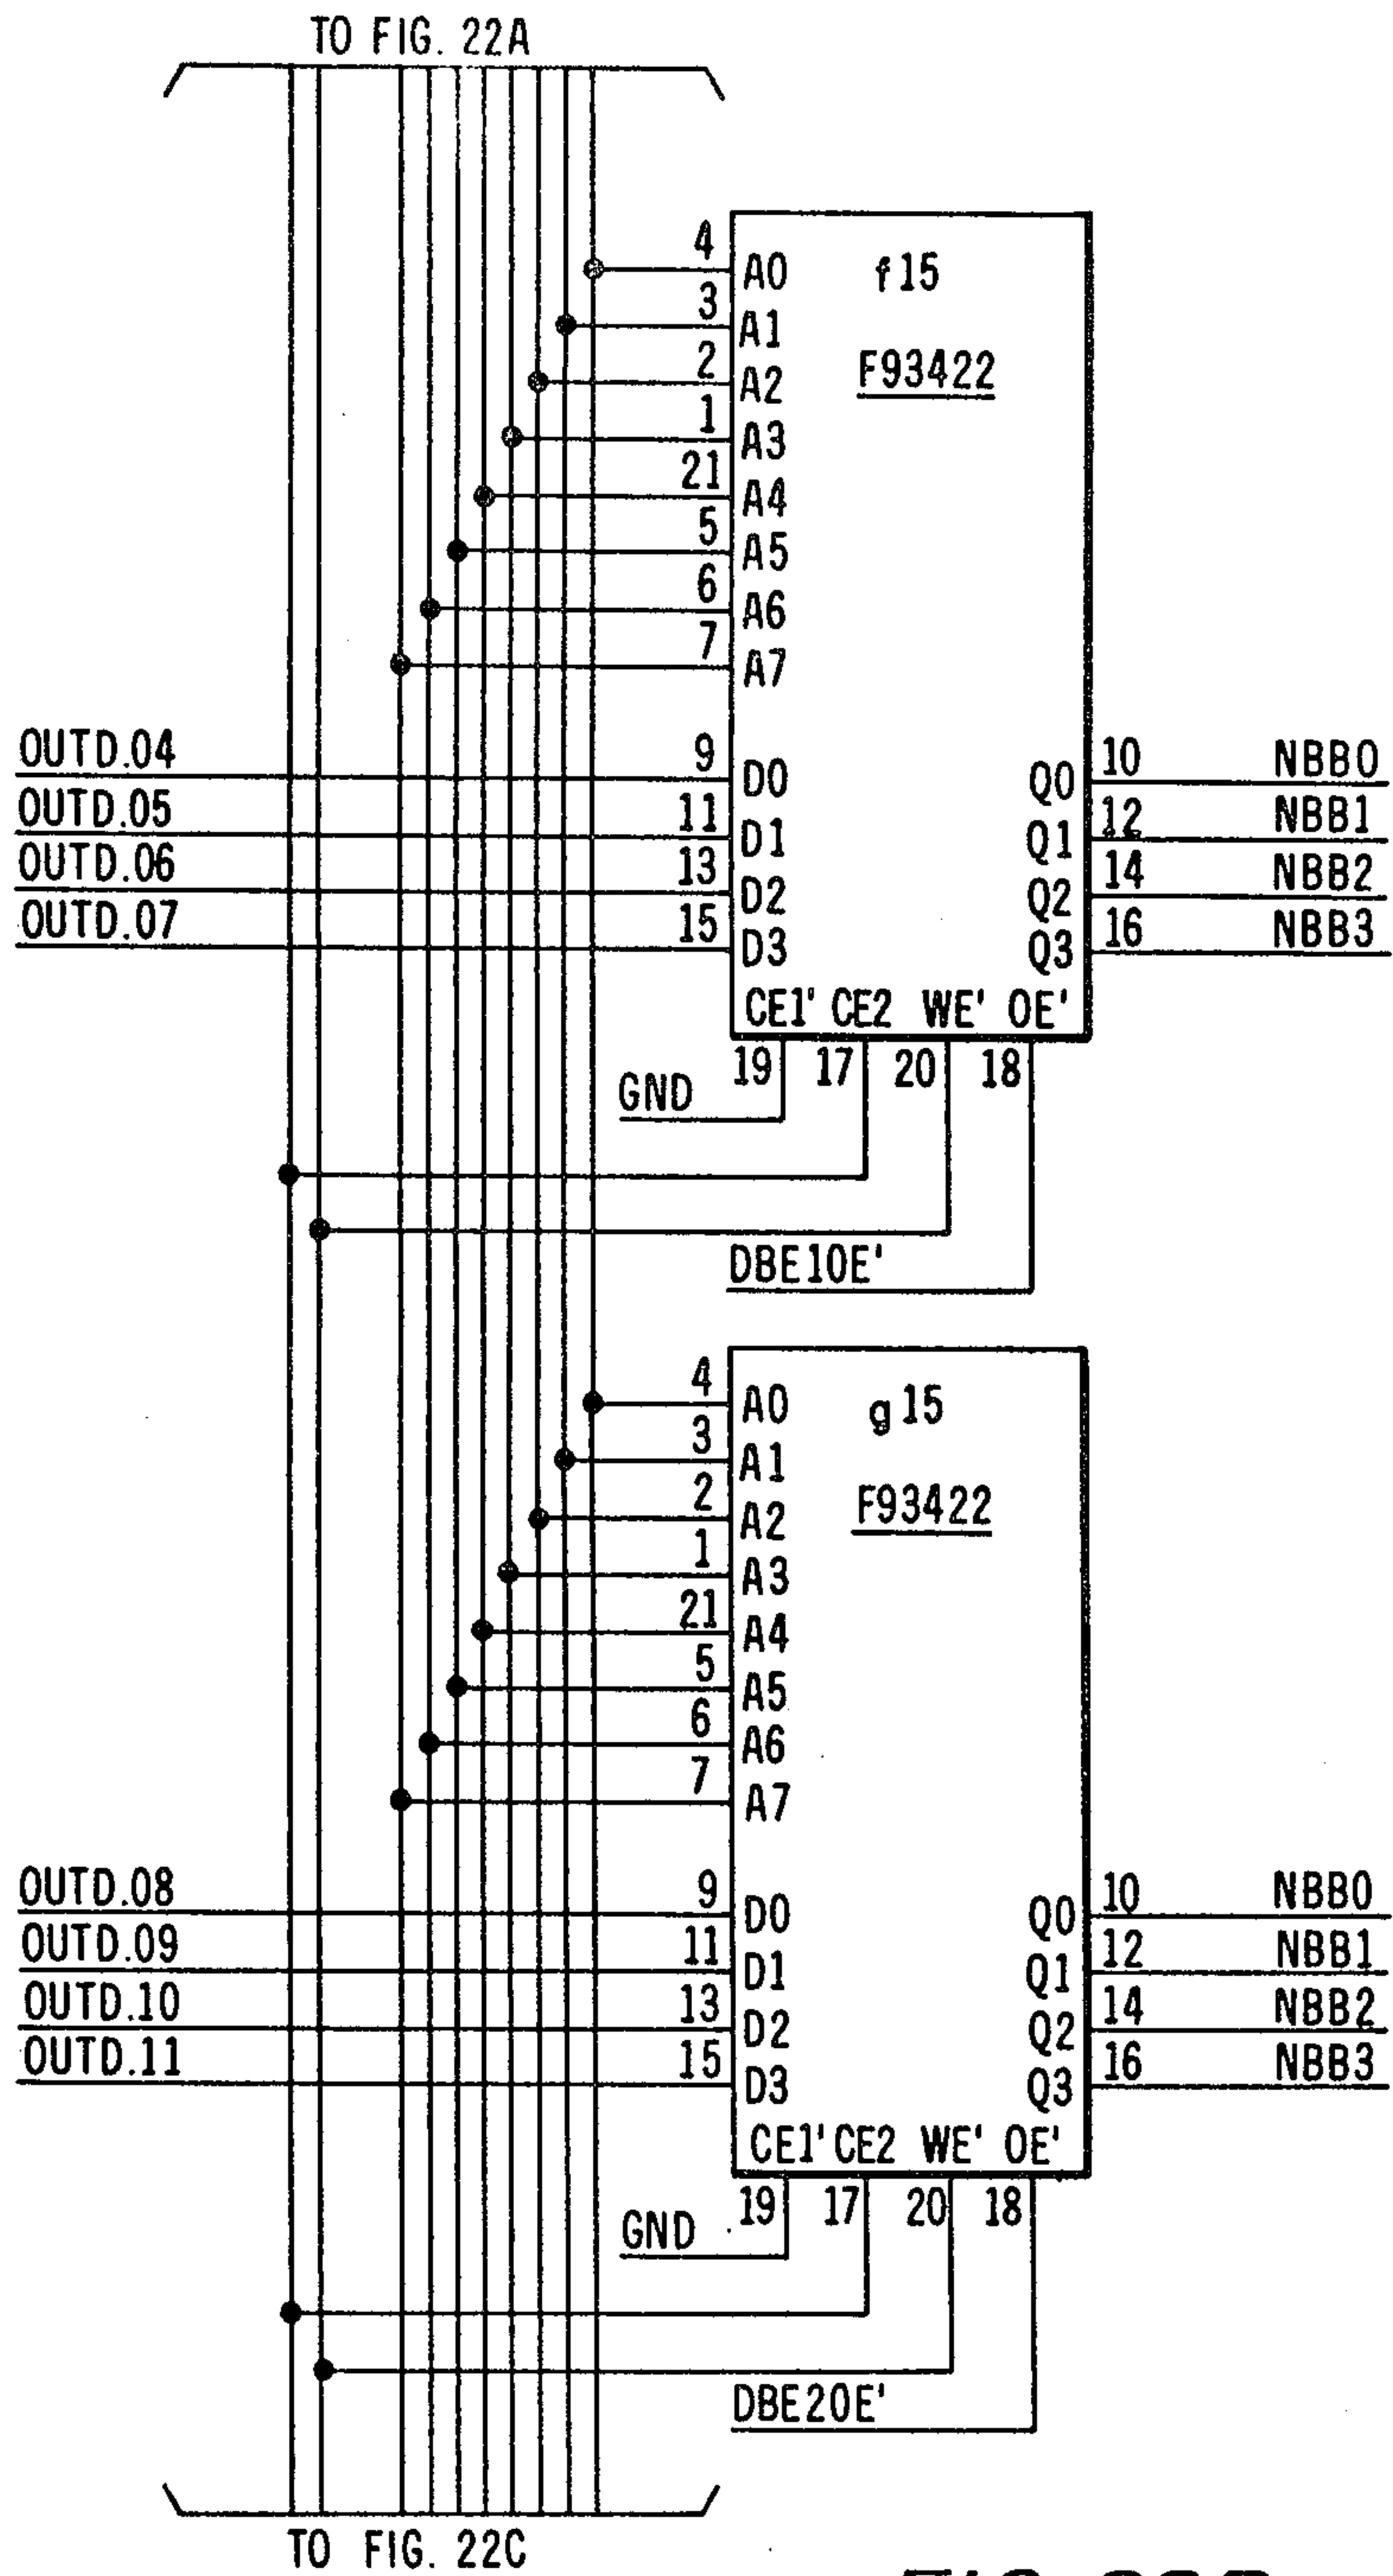 TO FIG. 22A
4 A0 f15
3 A1
F93422
2 A2
1 A3
21 A4
5 A5
6 A6
7 A7
OUTD.04 9 D0 Q0 10 NBB0
OUTD.05 11 D1 Q1 12 NBB1
OUTD.06 13 D2 Q2 14 NBB2
OUTD.07 15 D3 Q3 16 NBB3
CE1' CE2 WE' OE'
19 17 20 18
GND
DBE10E'
4 A0 g15
3 A1
F93422
2 A2
1 A3
21 A4
5 A5
6 A6
7 A7
OUTD.08 9 D0 Q0 10 NBB0
OUTD.09 11 D1 Q1 12 NBB1
OUTD.10 13 D2 Q2 14 NBB2
OUTD.11 15 D3 Q3 16 NBB3
CE1' CE2 WE' OE'
19 17 20 18
GND
DBE20E'
TO FIG. 22C